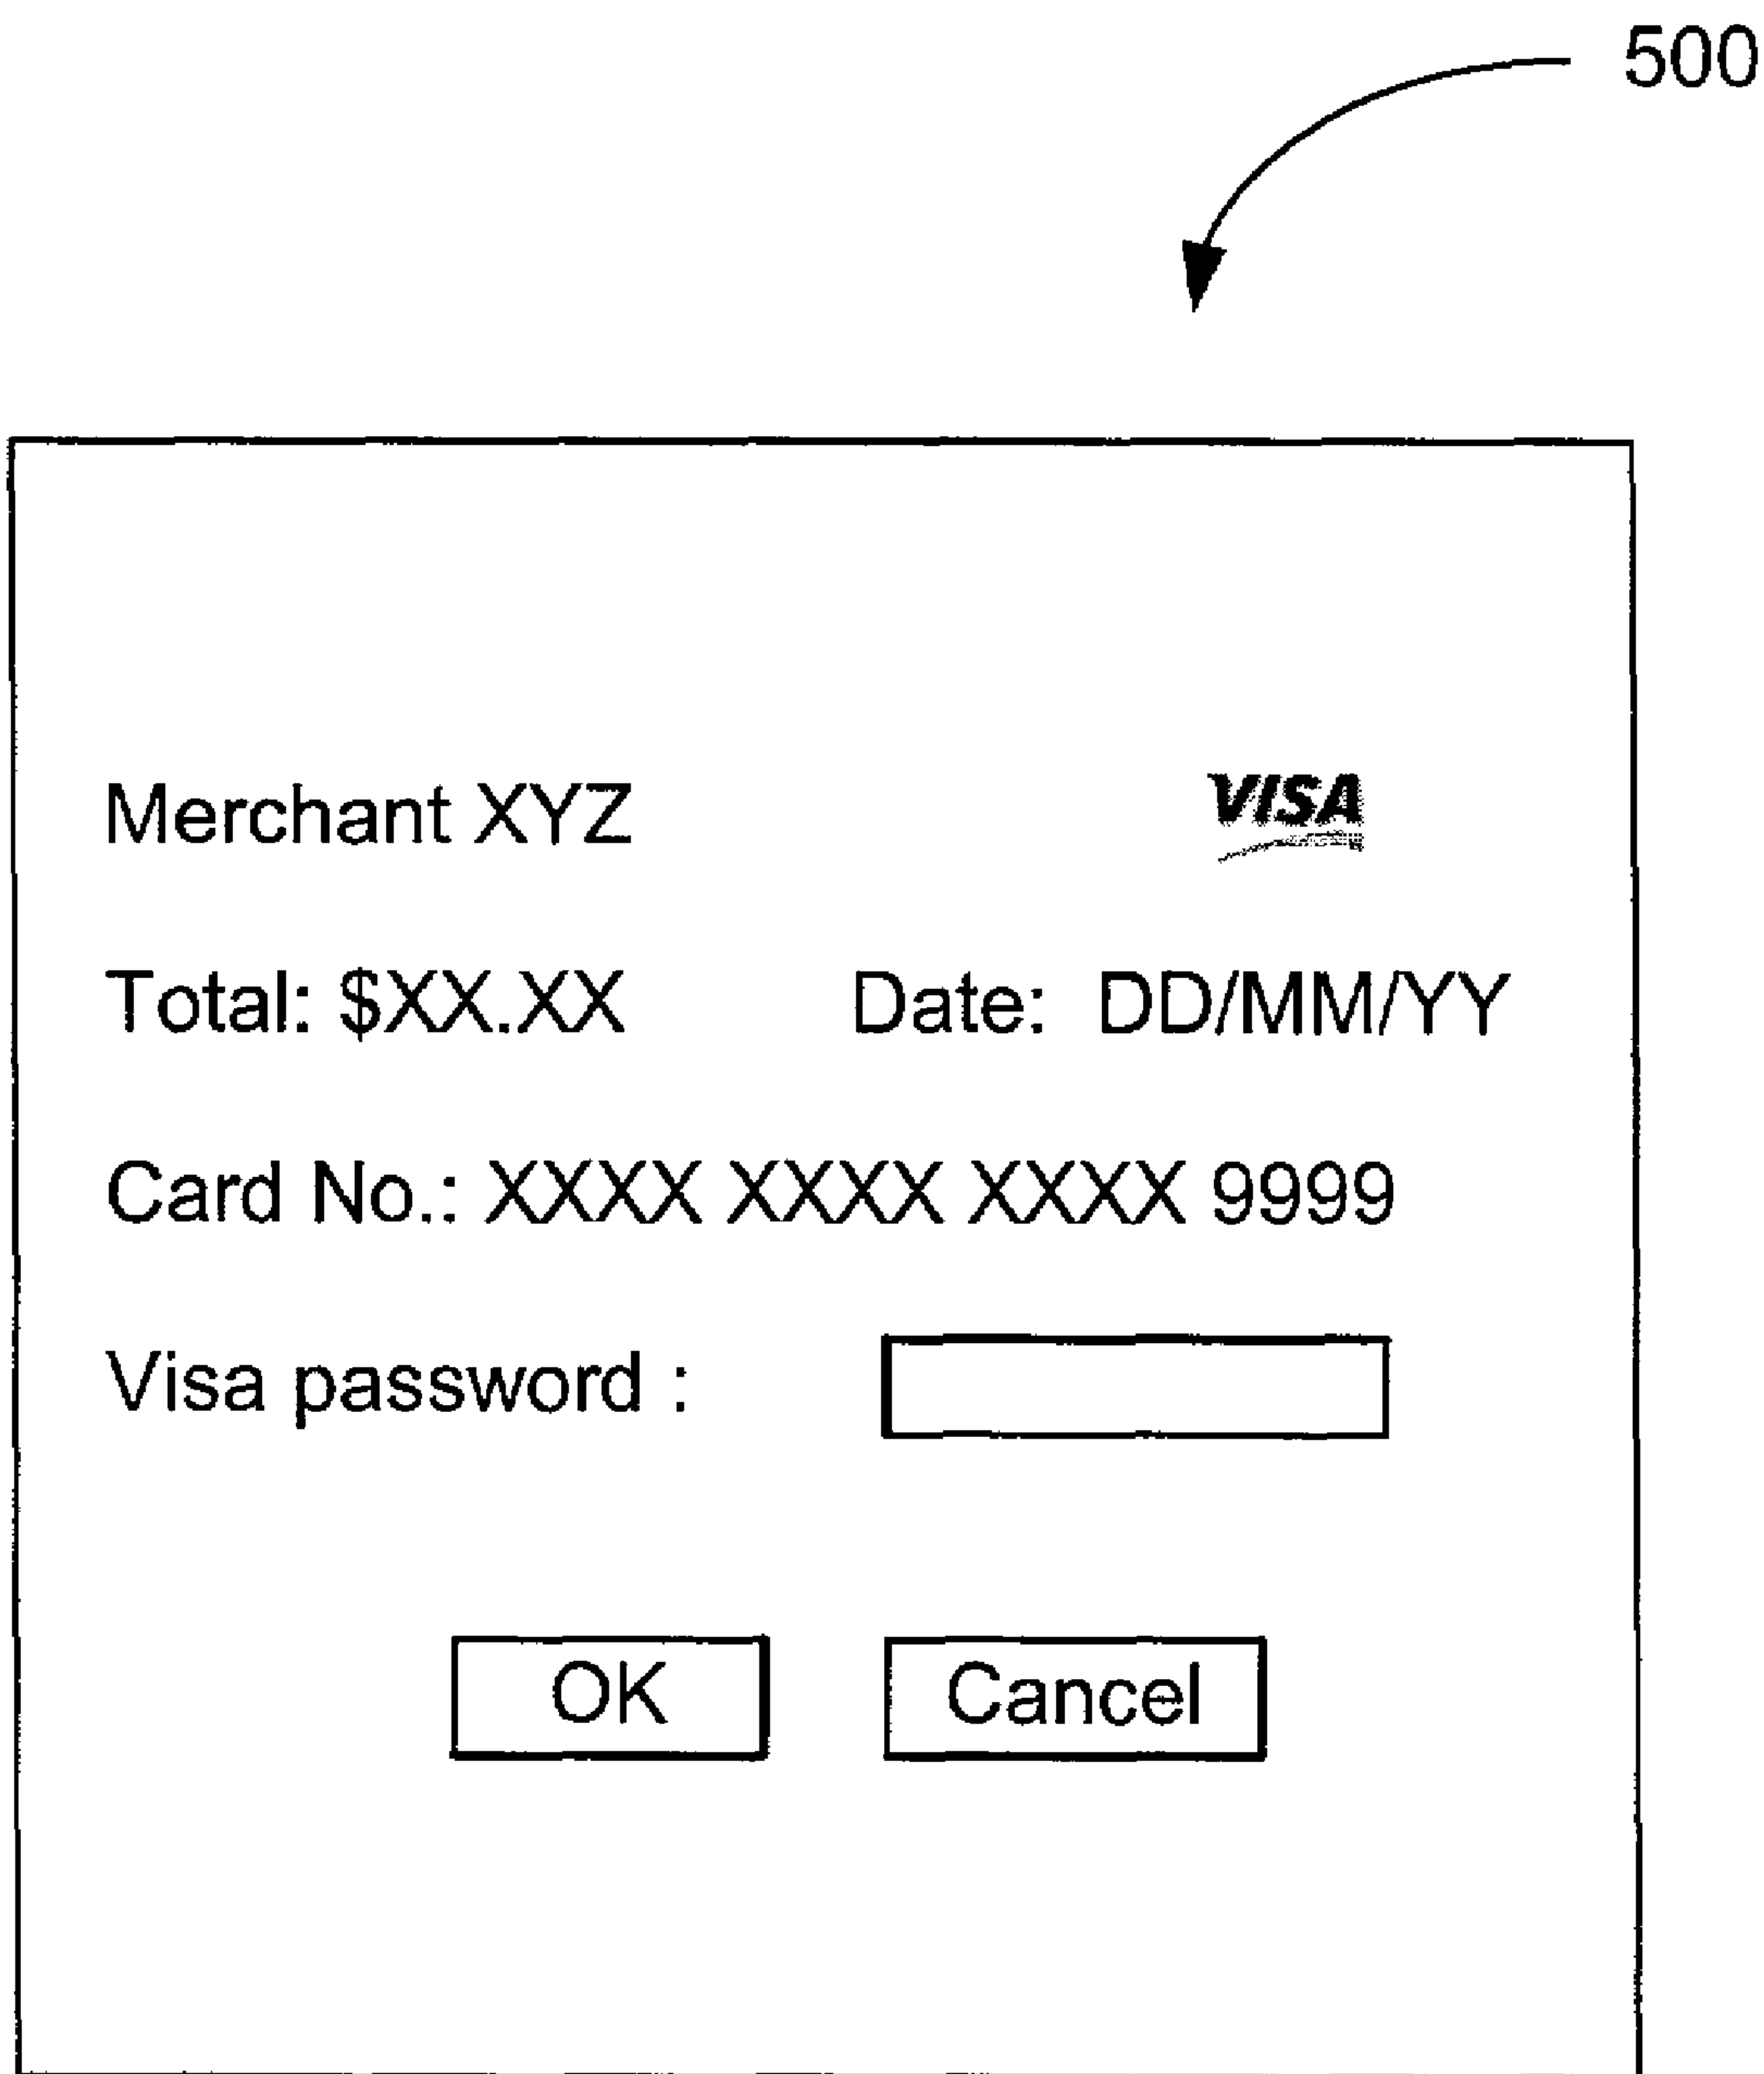 500
Merchant XYZ VISA
Total: $XX.XX Date: DD/MM/YY
Card No.: XXXX XXXX XXXX 9999
Visa password :
OK Cancel